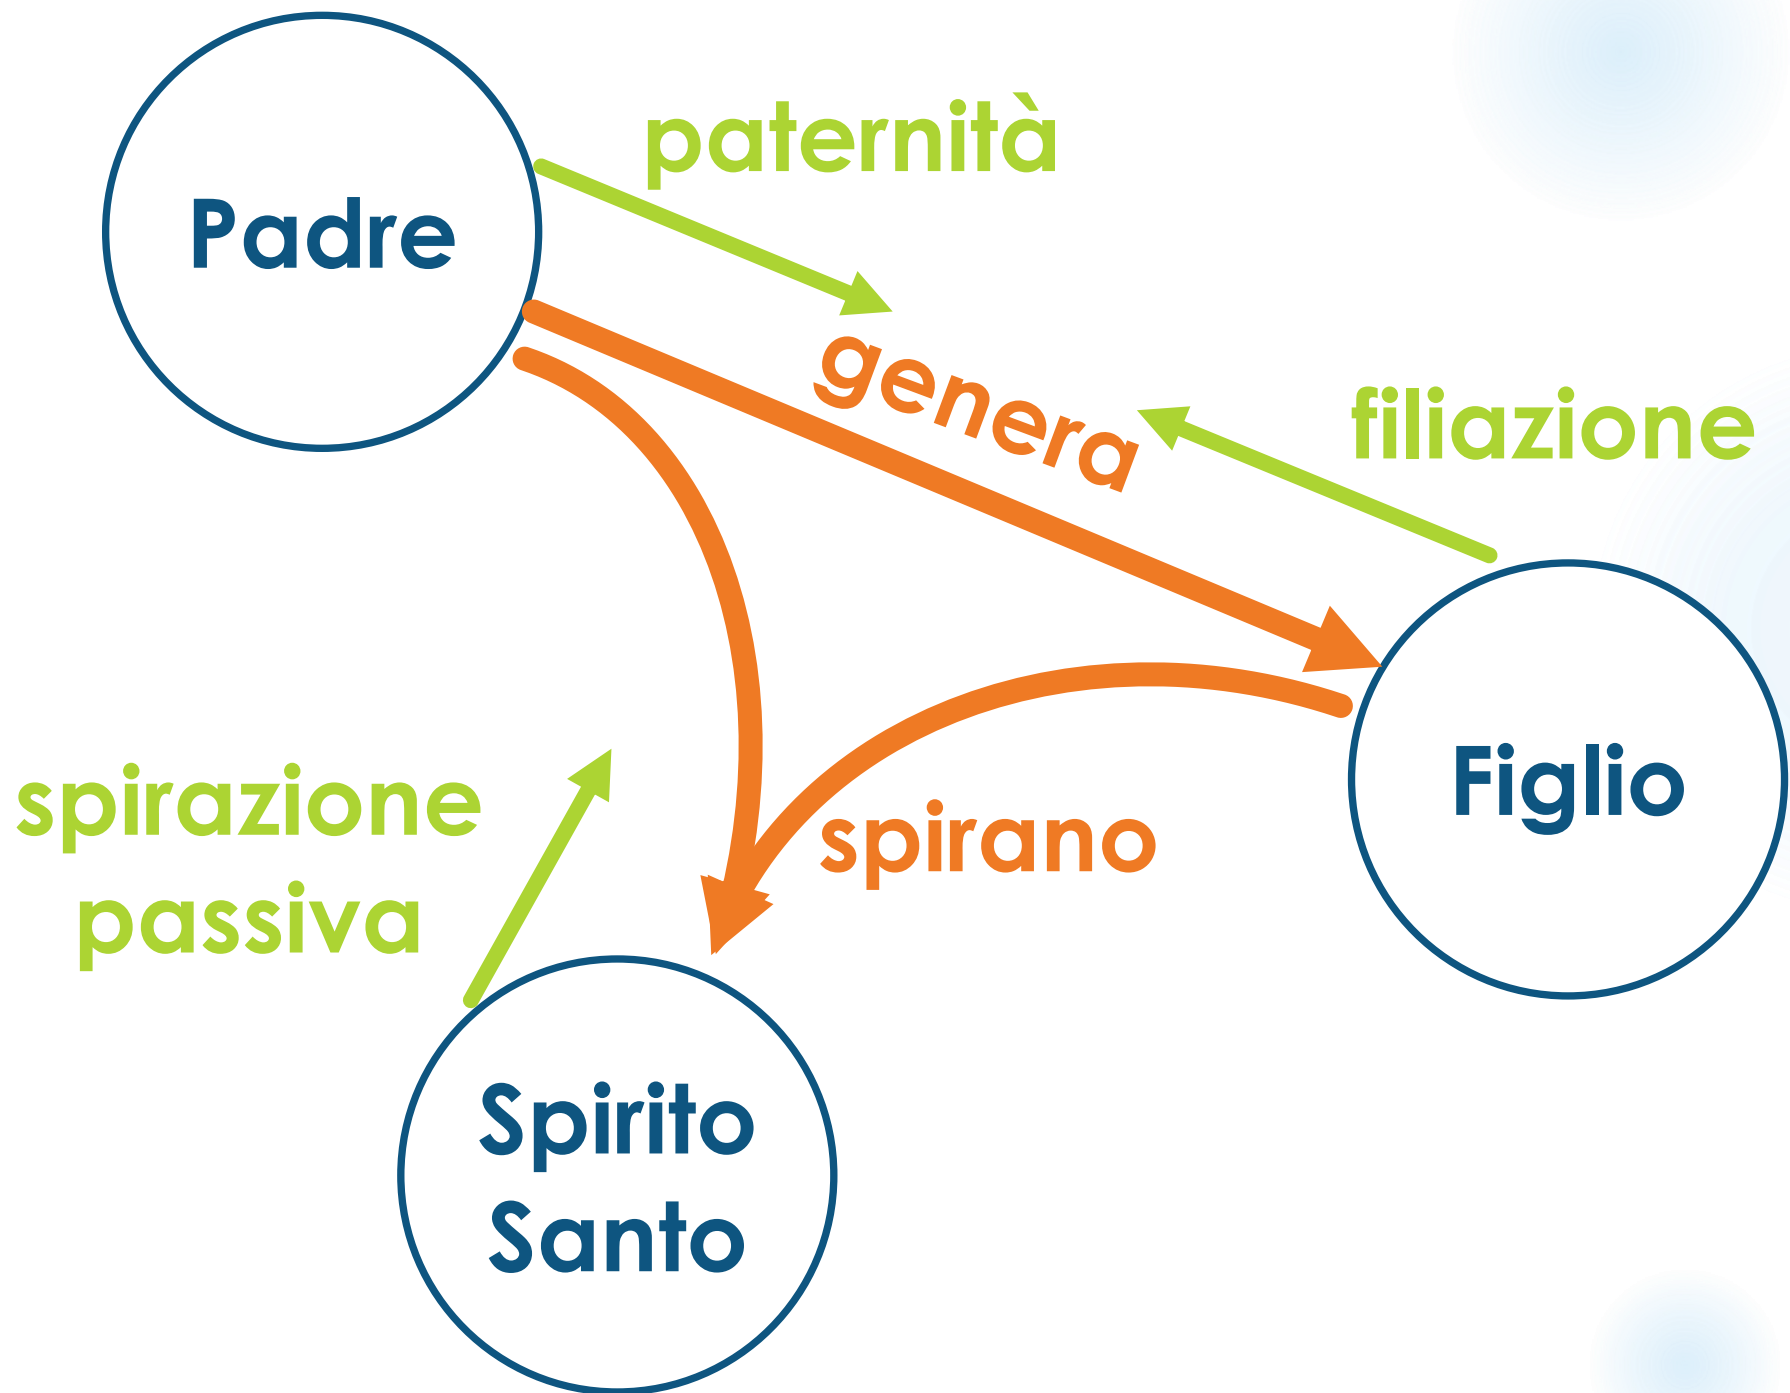 paternità
Padre
genera
filiazione
Figlio
spirazione
passiva
spirano
Spirito
Santo